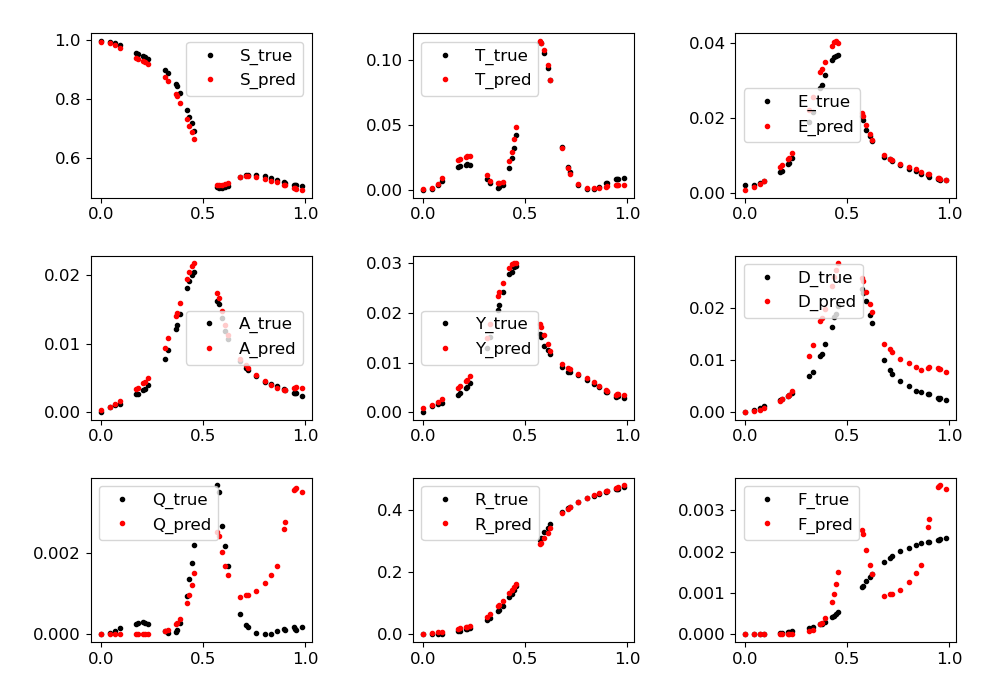 1.0
0.8
0.6
0.0 0.5 1.0
S_true
S_pred
0.10
0.05
0.00
0.0 0.5 1.0
T_true
T_pred
0.04
0.02
0.00
0.0 0.5 1.0
E_true
E_pred
0.02
0.01
0.00
0.0 0.5 1.0
A_true
A_pred
0.03
0.02
0.01
0.00
0.0 0.5 1.0
Y_true
Y_pred
0.02
0.01
0.00
0.0 0.5 1.0
D_true
D_pred
0.002
0.000
0.0 0.5 1.0
Q_true
Q_pred
0.4
0.2
0.0
0.0 0.5 1.0
R_true
R_pred
0.003
0.002
0.001
0.000
0.0 0.5 1.0
F_true
F_pred